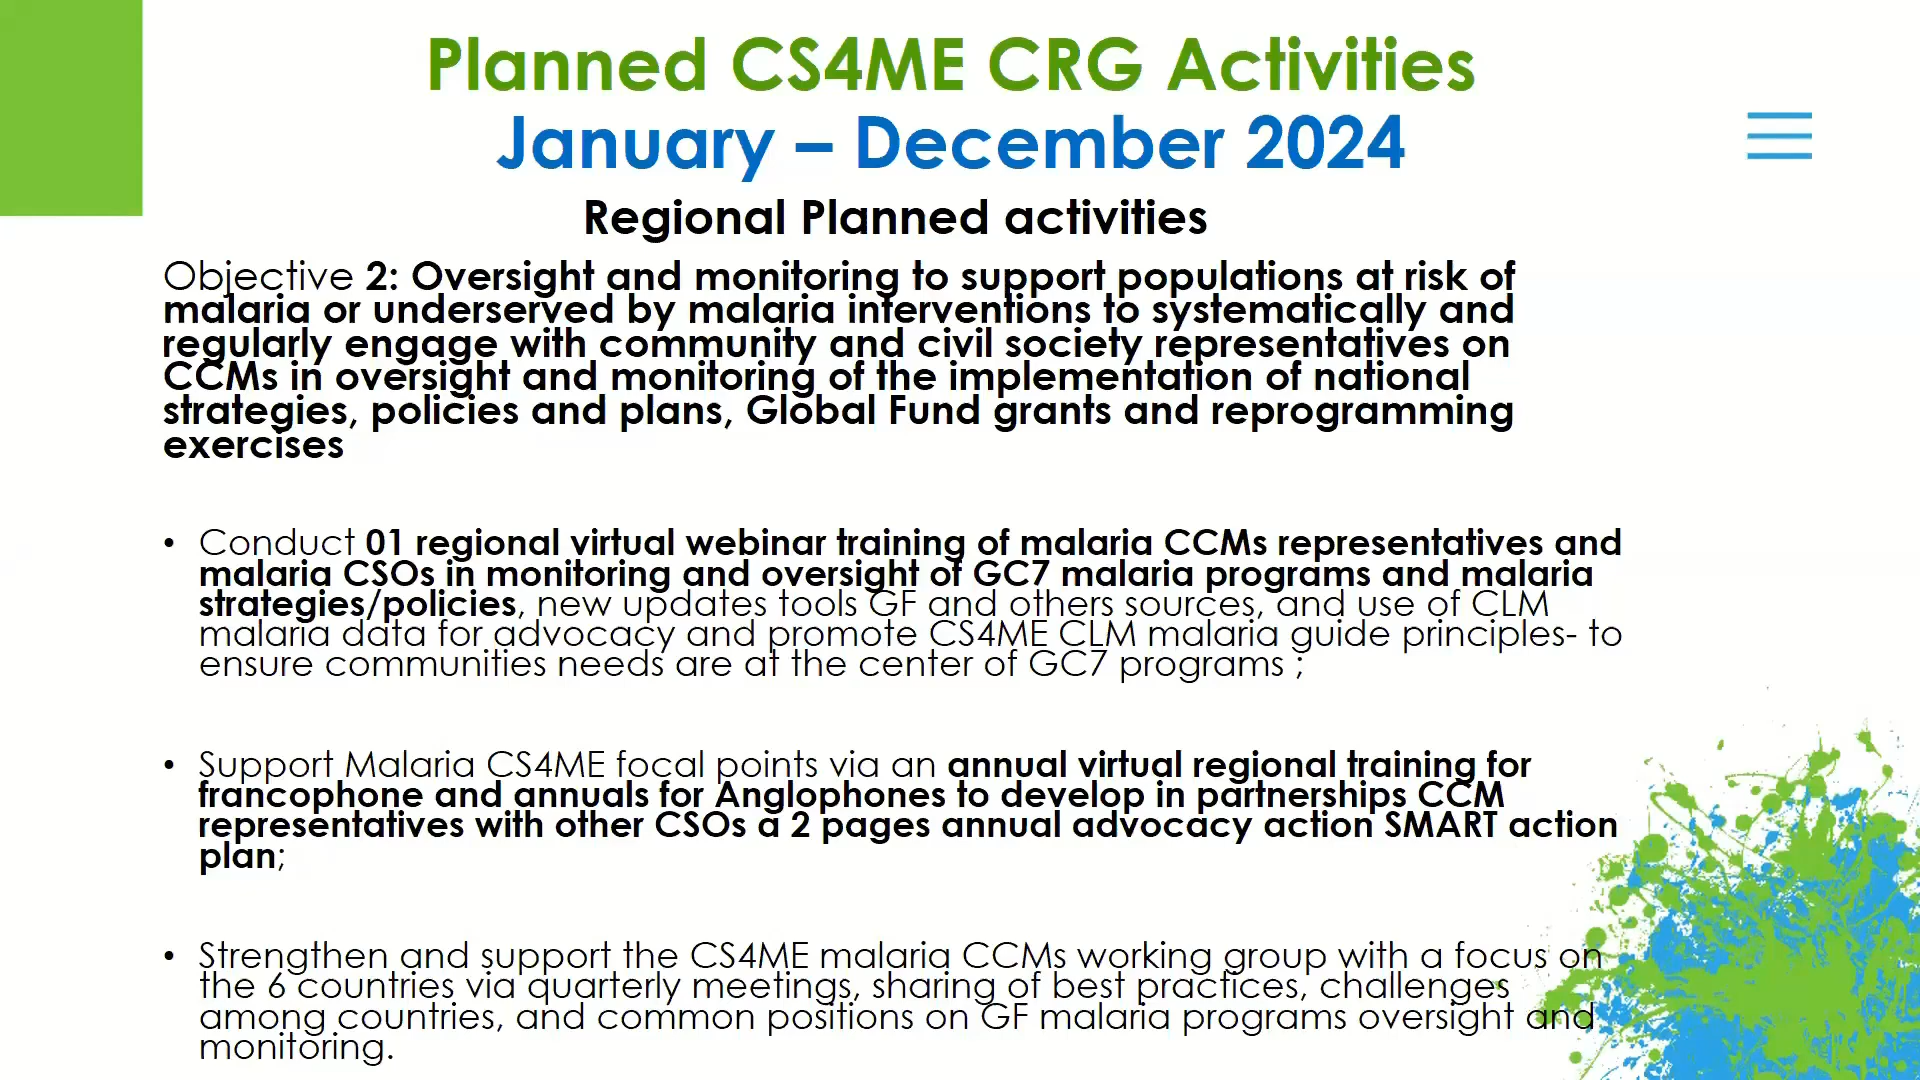 Planned CS4ME CRG Activities
January – December 2024
Regional Planned activities
Objective 2: Oversight and monitoring to support populations at risk of
malaria or underserved by malaria interventions to systematically and
regularly engage with community and civil society representatives on
CCMs in oversight and monitoring of the implementation of national
strategies, policies and plans, Global Fund grants and reprogramming
exercises
• Conduct 01 regional virtual webinar training of malaria CCMs representatives and
malaria CSOs in monitoring and oversight of GC7 malaria programs and malaria
strategies/policies, new updates tools GF and others sources, and use of CLM
malaria data for advocacy and promote CS4ME CLM malaria guide principles- to
ensure communities needs are at the center of GC7 programs ;
• Support Malaria CS4ME focal points via an annual virtual regional training for
francophone and annuals for Anglophones to develop in partnerships CCM
representatives with other CSOs a 2 pages annual advocacy action SMART action
plan;
• Strengthen and support the CS4ME malaria CCMs working group with a focus on
the 6 countries via quarterly meetings, sharing of best practices, challenges
among countries, and common positions on GF malaria programs oversight and
monitoring.